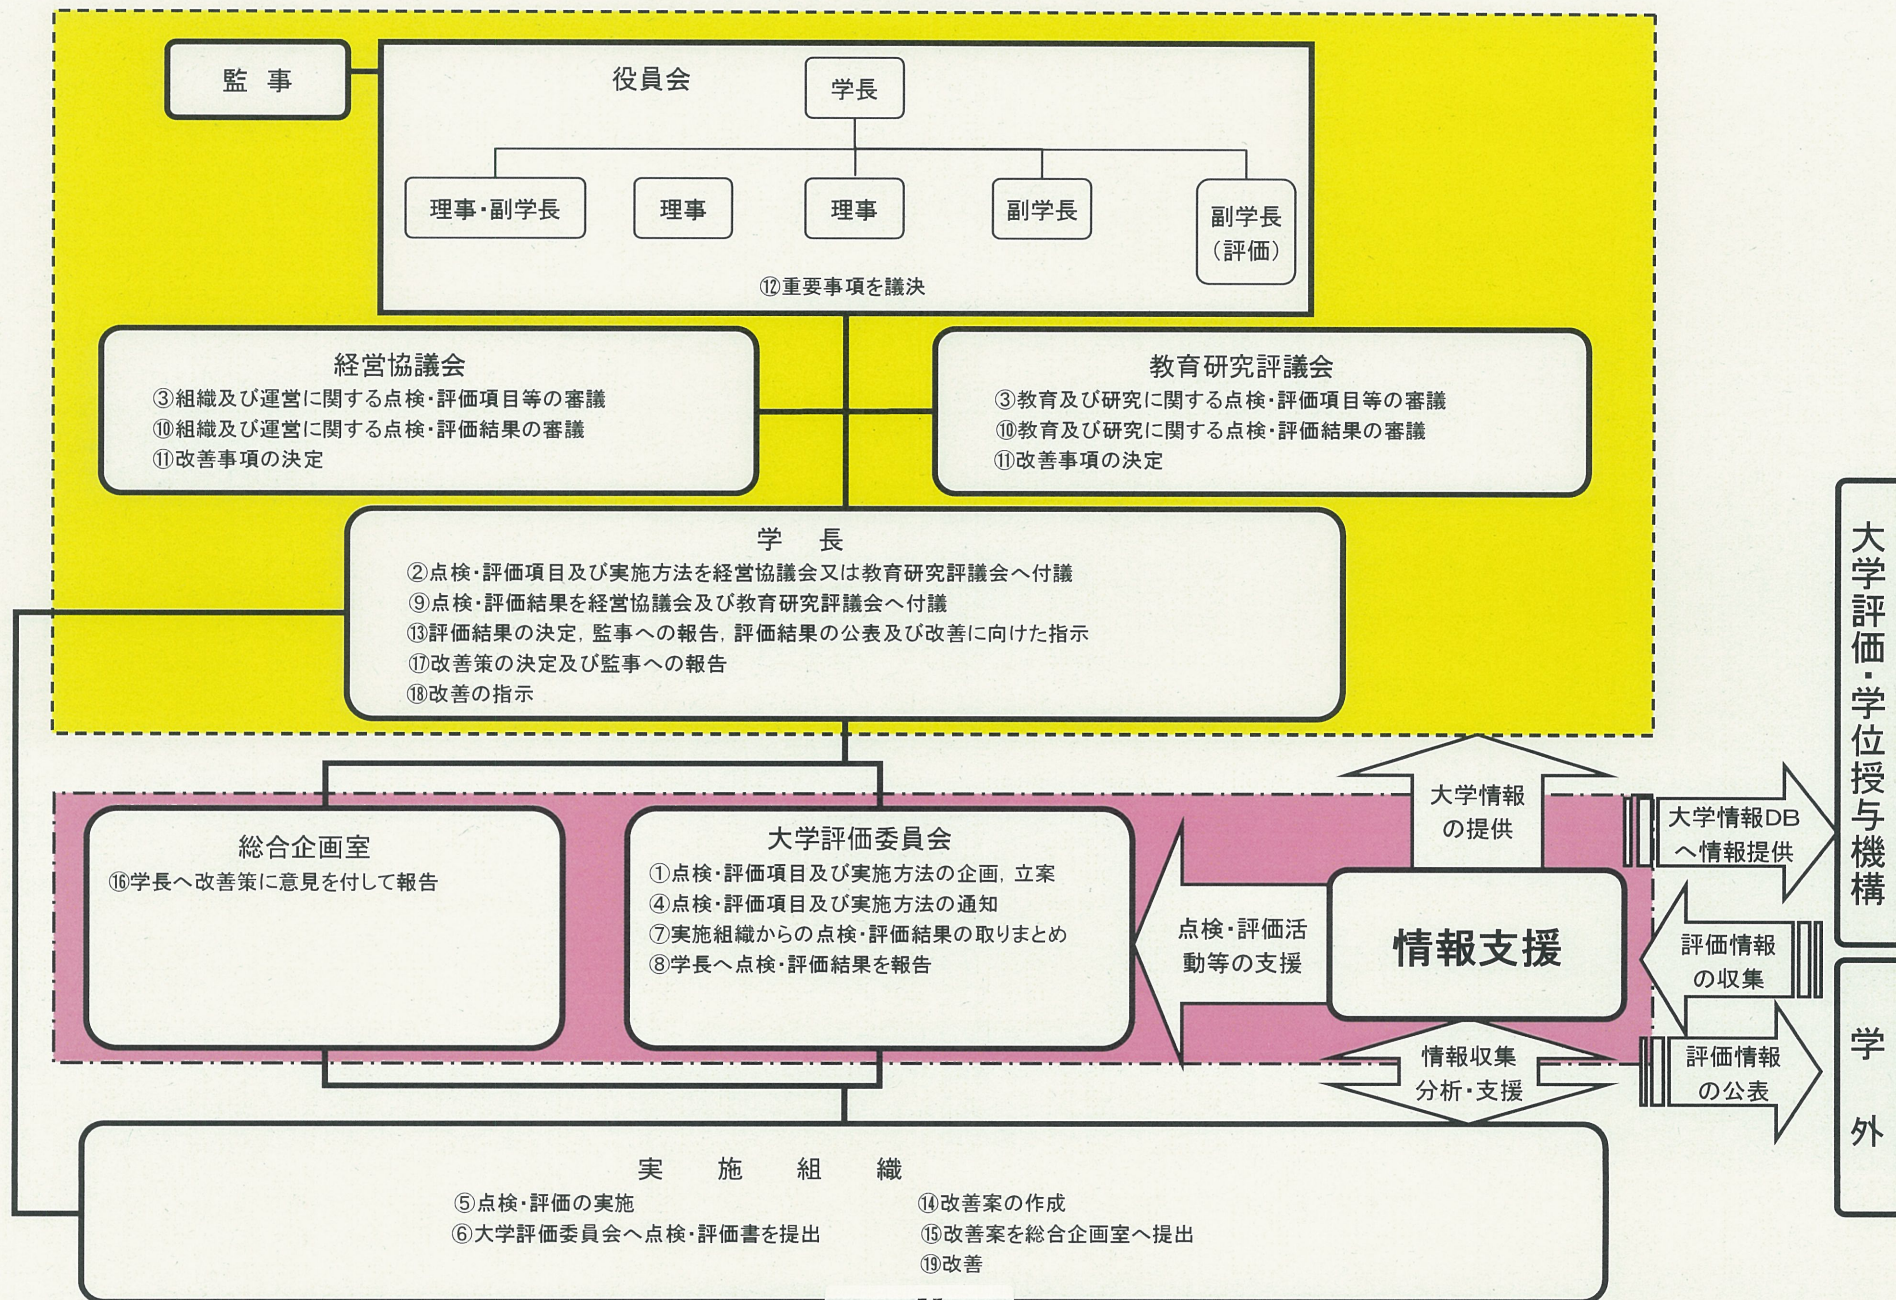 監 事
役員会
学長
理事・副学長
理事
理事
副学長
副学長
（評価）
⑫重要事項を議決
経営協議会
③組織及び運営に関する点検・評価項目等の審議
⑩組織及び運営に関する点検・評価結果の審議
⑪改善事項の決定
教育研究評議会
③教育及び研究に関する点検・評価項目等の審議
⑩教育及び研究に関する点検・評価結果の審議
⑪改善事項の決定
学 長
②点検・評価項目及び実施方法を経営協議会又は教育研究評議会へ付議
⑨点検・評価結果を経営協議会及び教育研究評議会へ付議
⑬評価結果の決定, 監事への報告, 評価結果の公表及び改善に向けた指示
⑰改善策の決定及び監事への報告
⑱改善の指示
総合企画室
⑯学長へ改善策に意見を付して報告
大学評価委員会
①点検・評価項目及び実施方法の企画, 立案
④点検・評価項目及び実施方法の通知
⑦実施組織からの点検・評価結果の取りまとめ
⑧学長へ点検・評価結果を報告
点検・評価活
動等の支援
大学情報
の提供
情報支援
情報収集
分析・支援
大学情報DB
へ情報提供
評価情報
の収集
評価情報
の公表
大学評価・学位授与機構
学 外
実 施 組 織
⑤点検・評価の実施
⑥大学評価委員会へ点検・評価書を提出
⑭改善案の作成
⑮改善案を総合企画室へ提出
⑲改善